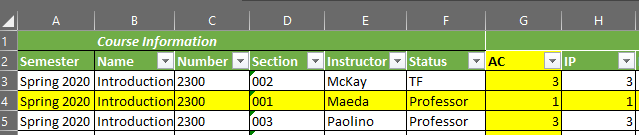 A B C D E F G H
1 Course Information
2 Semester Name Number Section Instructor Status AC IP
3 Spring 2020 Introduction 2300 002 McKay TF 3 3
4 Spring 2020 Introduction 2300 001 Maeda Professor 1 1
5 Spring 2020 Introduction 2300 003 Paolino Professor 3 3